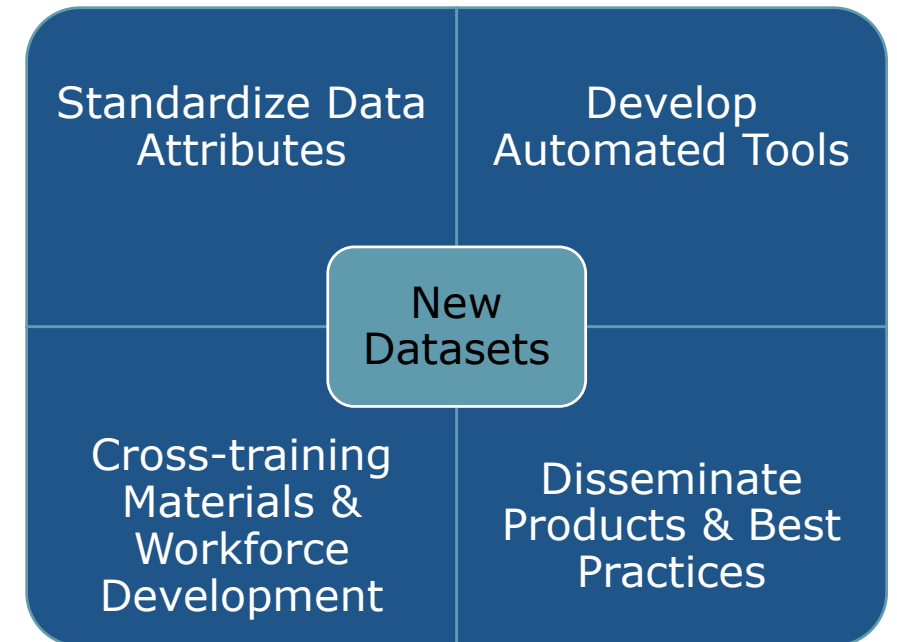 Standardize Data
Attributes
Develop
Automated Tools
New
Datasets
Cross-training
Materials &
Workforce
Development
Disseminate
Products & Best
Practices